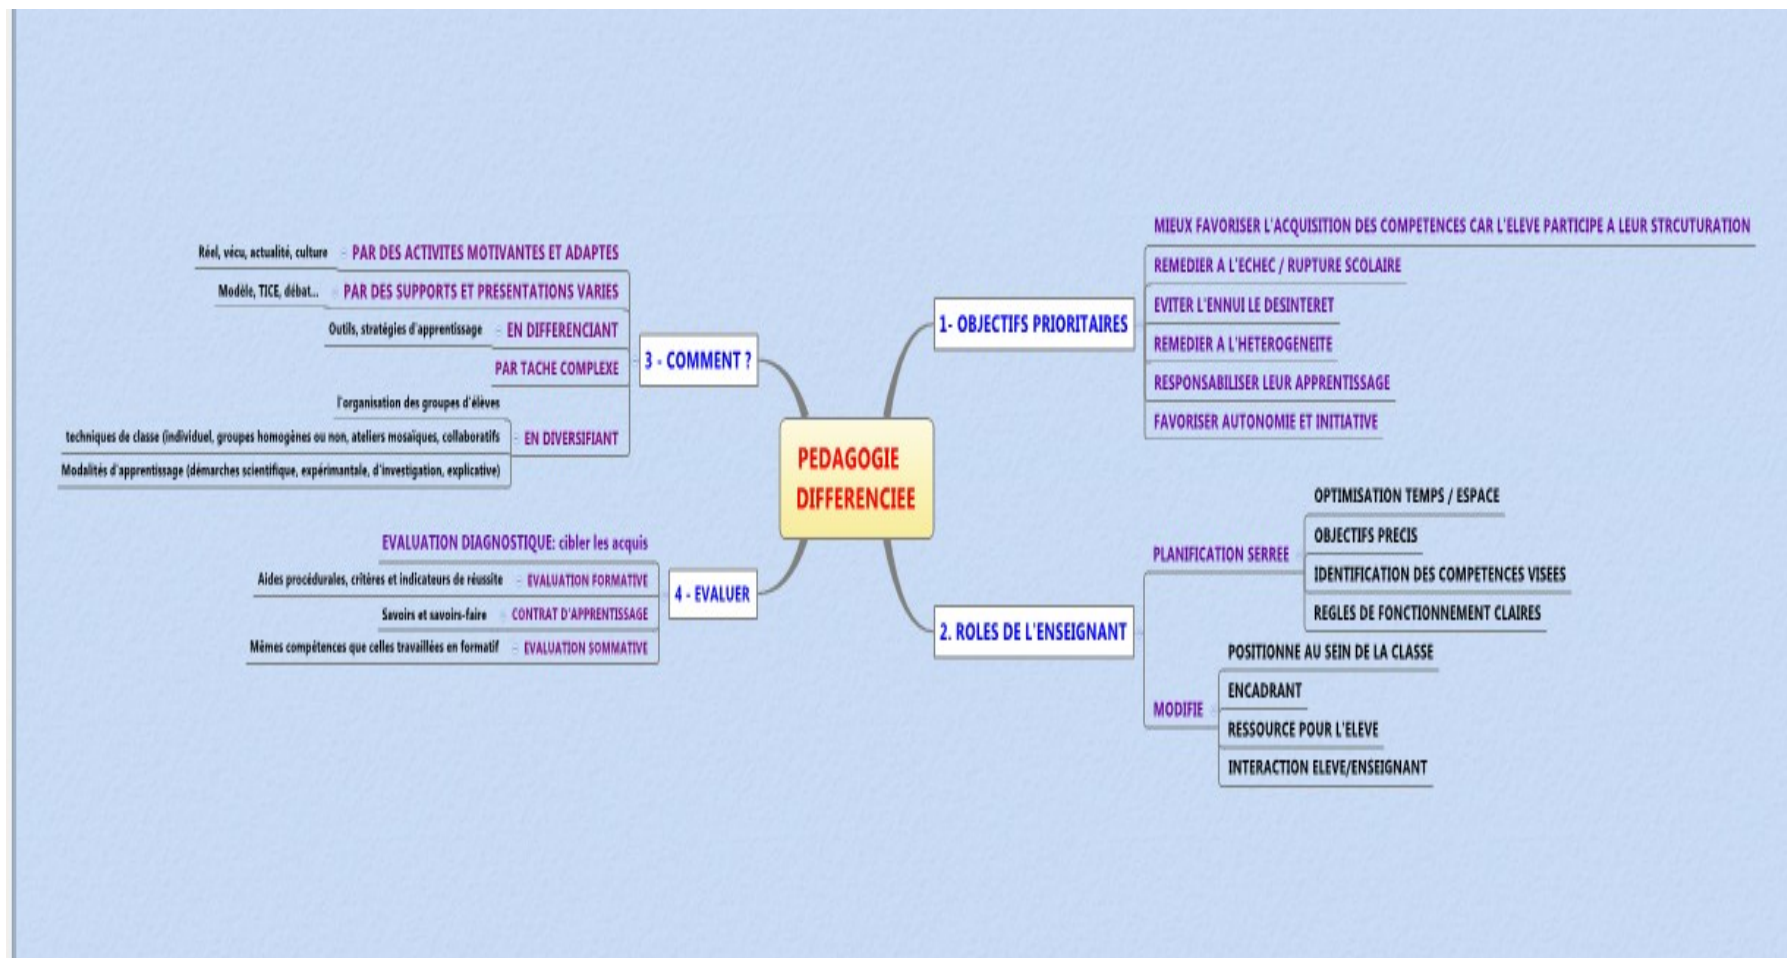 PEDAGOGIE
DIFFERENCIEE
1- OBJECTIFS PRIORITAIRES
MIEUX FAVORISER L'ACQUISITION DES COMPETENCES CAR L'ELEVE PARTICIPE A LEUR STRCUTURATION
REMEDIER A L'ECHEC / RUPTURE SCOLAIRE
EVITER L'ENNUI LE DESINTERET
REMEDIER A L'HETEROGENEITE
RESPONSABILISER LEUR APPRENTISSAGE
FAVORISER AUTONOMIE ET INITIATIVE
2. ROLES DE L'ENSEIGNANT
PLANIFICATION SERREE
OPTIMISATION TEMPS / ESPACE
OBJECTIFS PRECIS
IDENTIFICATION DES COMPETENCES VISEES
REGLES DE FONCTIONNEMENT CLAIRES
MODIFIE
POSITIONNE AU SEIN DE LA CLASSE
ENCADRANT
RESSOURCE POUR L'ELEVE
INTERACTION ELEVE/ENSEIGNANT
3 - COMMENT ?
PAR DES ACTIVITES MOTIVANTES ET ADAPTES
Réel, vécu, actualité, culture
PAR DES SUPPORTS ET PRESENTATIONS VARIES
Modèle, TICE, débat...
EN DIFFERENCIANT
Outils, stratégies d'apprentissage
PAR TACHE COMPLEXE
EN DIVERSIFIANT
l'organisation des groupes d'élèves
techniques de classe (individuel, groupes homogènes ou non, ateliers mosaïques, collaboratifs
Modalités d'apprentissage (démarches scientifique, expérimantale, d'investigation, explicative)
4 - EVALUER
EVALUATION DIAGNOSTIQUE: cibler les acquis
EVALUATION FORMATIVE
Aides procédurales, critères et indicateurs de réussite
CONTRAT D'APPRENTISSAGE
Savoirs et savoirs-faire
EVALUATION SOMMATIVE
Mêmes compétences que celles travaillées en formatif